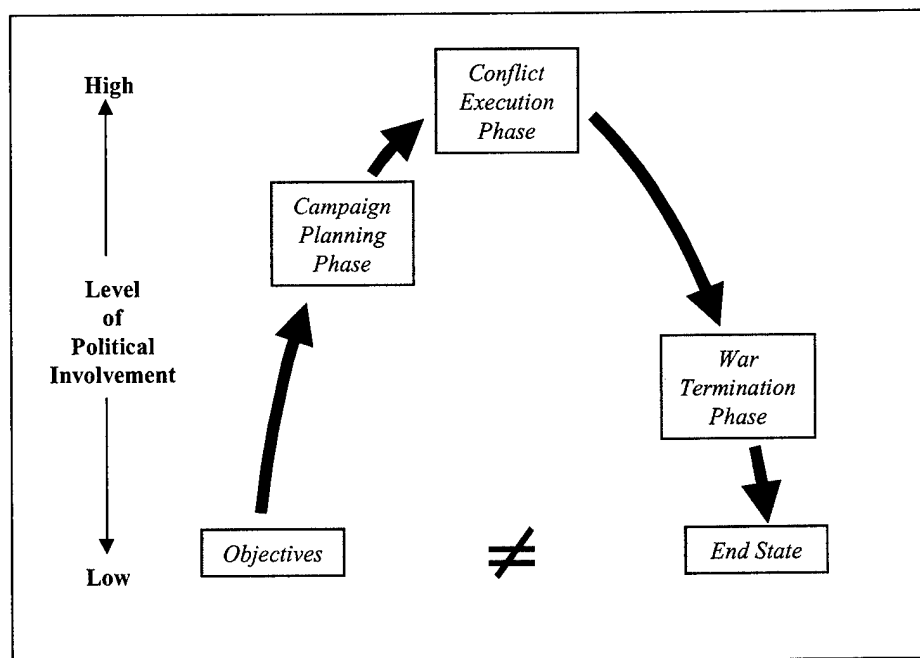 High
Level
of
Political
Involvement
Low
Objectives
Campaign
Planning
Phase
Conflict
Execution
Phase
War
Termination
Phase
End State
≠